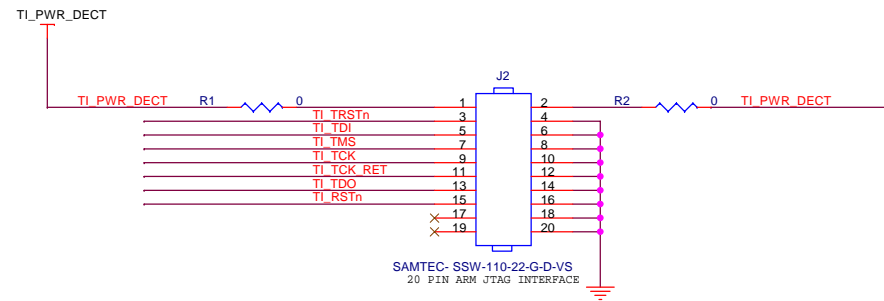 TI_PWR_DECT
J2
TI_PWR_DECT R1 0 1 2 R2 0 TI_PWR_DECT
TI_TRSTn 3 4
TI_TDI 5 6
TI_TMS 7 8
TI_TCK 9 10
TI_TCK_RET 11 12
TI_TDO 13 14
TI_RSTn 15 16
17 18
19 20
SAMTEC- SSW-110-22-G-D-VS
20 PIN ARM JTAG INTERFACE